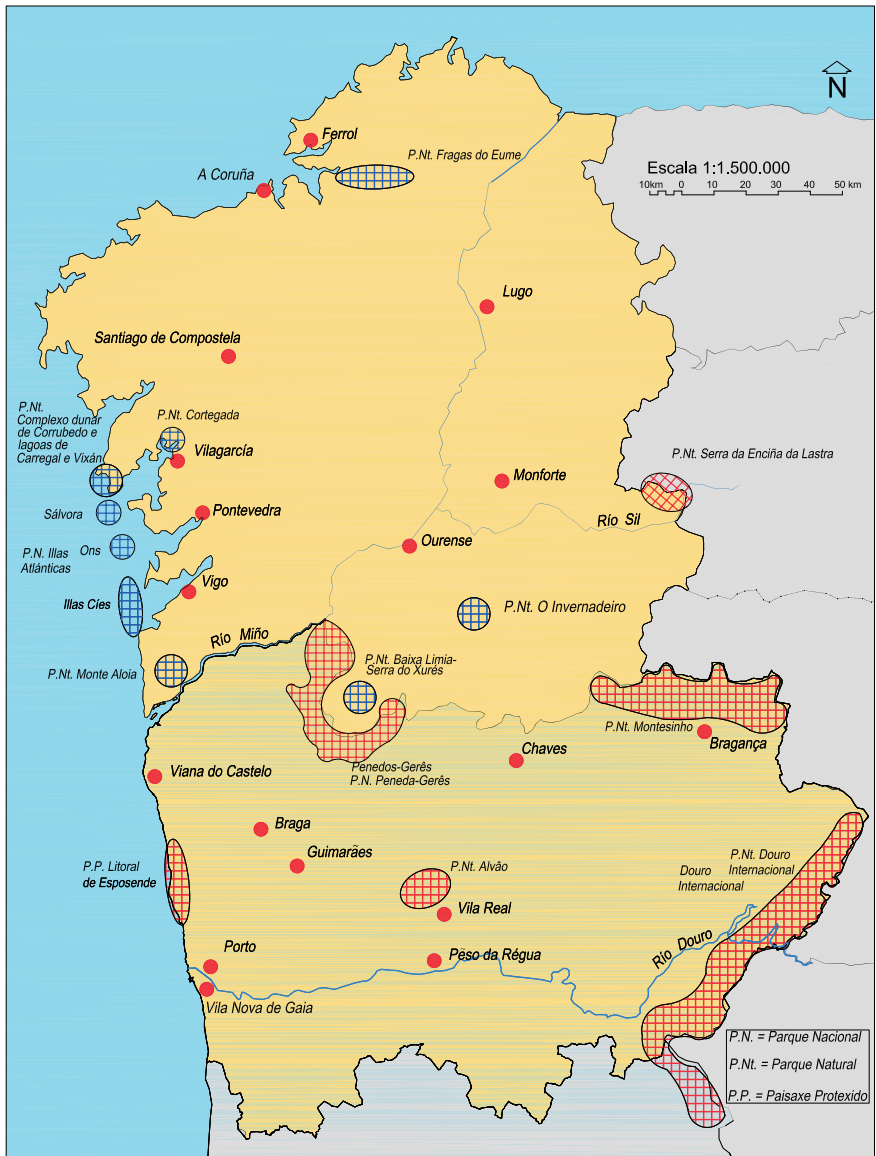 N
Ferrol
P.Nt. Fragas do Eume
A Coruña
Escala 1:1.500.000
10km 0 10 20 30 40 50 km
Lugo
Santiago de Compostela
P.Nt.
Complexo dunar
de Corrubedo e
lagoas de
Carregal e Vixán
P.Nt. Cortegada
Vilagarcía
P.Nt. Serra da Enciña da Lastra
Monforte
Sálvora
Pontevedra
Río Sil
Ourense
P.N. Illas
Atlánticas
Ons
Illas Cíes
Vigo
P.Nt. O Invernadeiro
Río Miño
P.Nt. Monte Aloia
P.Nt. Baixa Limia-
Serra do Xurés
P.Nt. Montesinho
Bragança
Chaves
Penedos-Gerês
P.N. Peneda-Gerês
Viana do Castelo
Braga
Guimarães
P.P. Litoral
de Esposende
P.Nt. Alvâo
Vila Real
Douro
Internacional
P.Nt. Douro
Internacional
Río Douro
Porto
Peso da Régua
Vila Nova de Gaia
P.N. = Parque Nacional
P.Nt. = Parque Natural
P.P. = Paisaxe Protexido